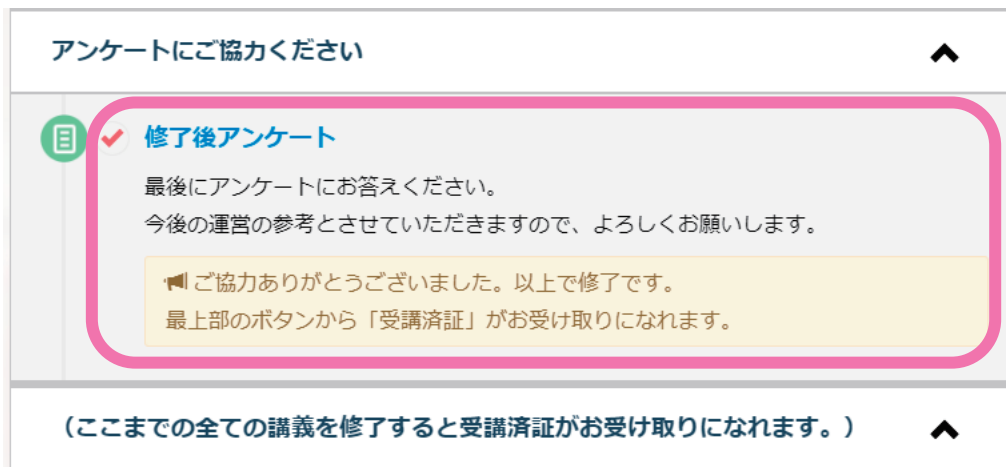 アンケートにご協力ください
修了後アンケート
最後にアンケートにお答えください。
今後の運営の参考とさせていただきますので、よろしくお願いします。
ご協力ありがとうございました。以上で修了です。
最上部のボタンから「受講済証」がお受け取りになれます。
（ここまでの全ての講義を修了すると受講済証がお受け取りになれます。）